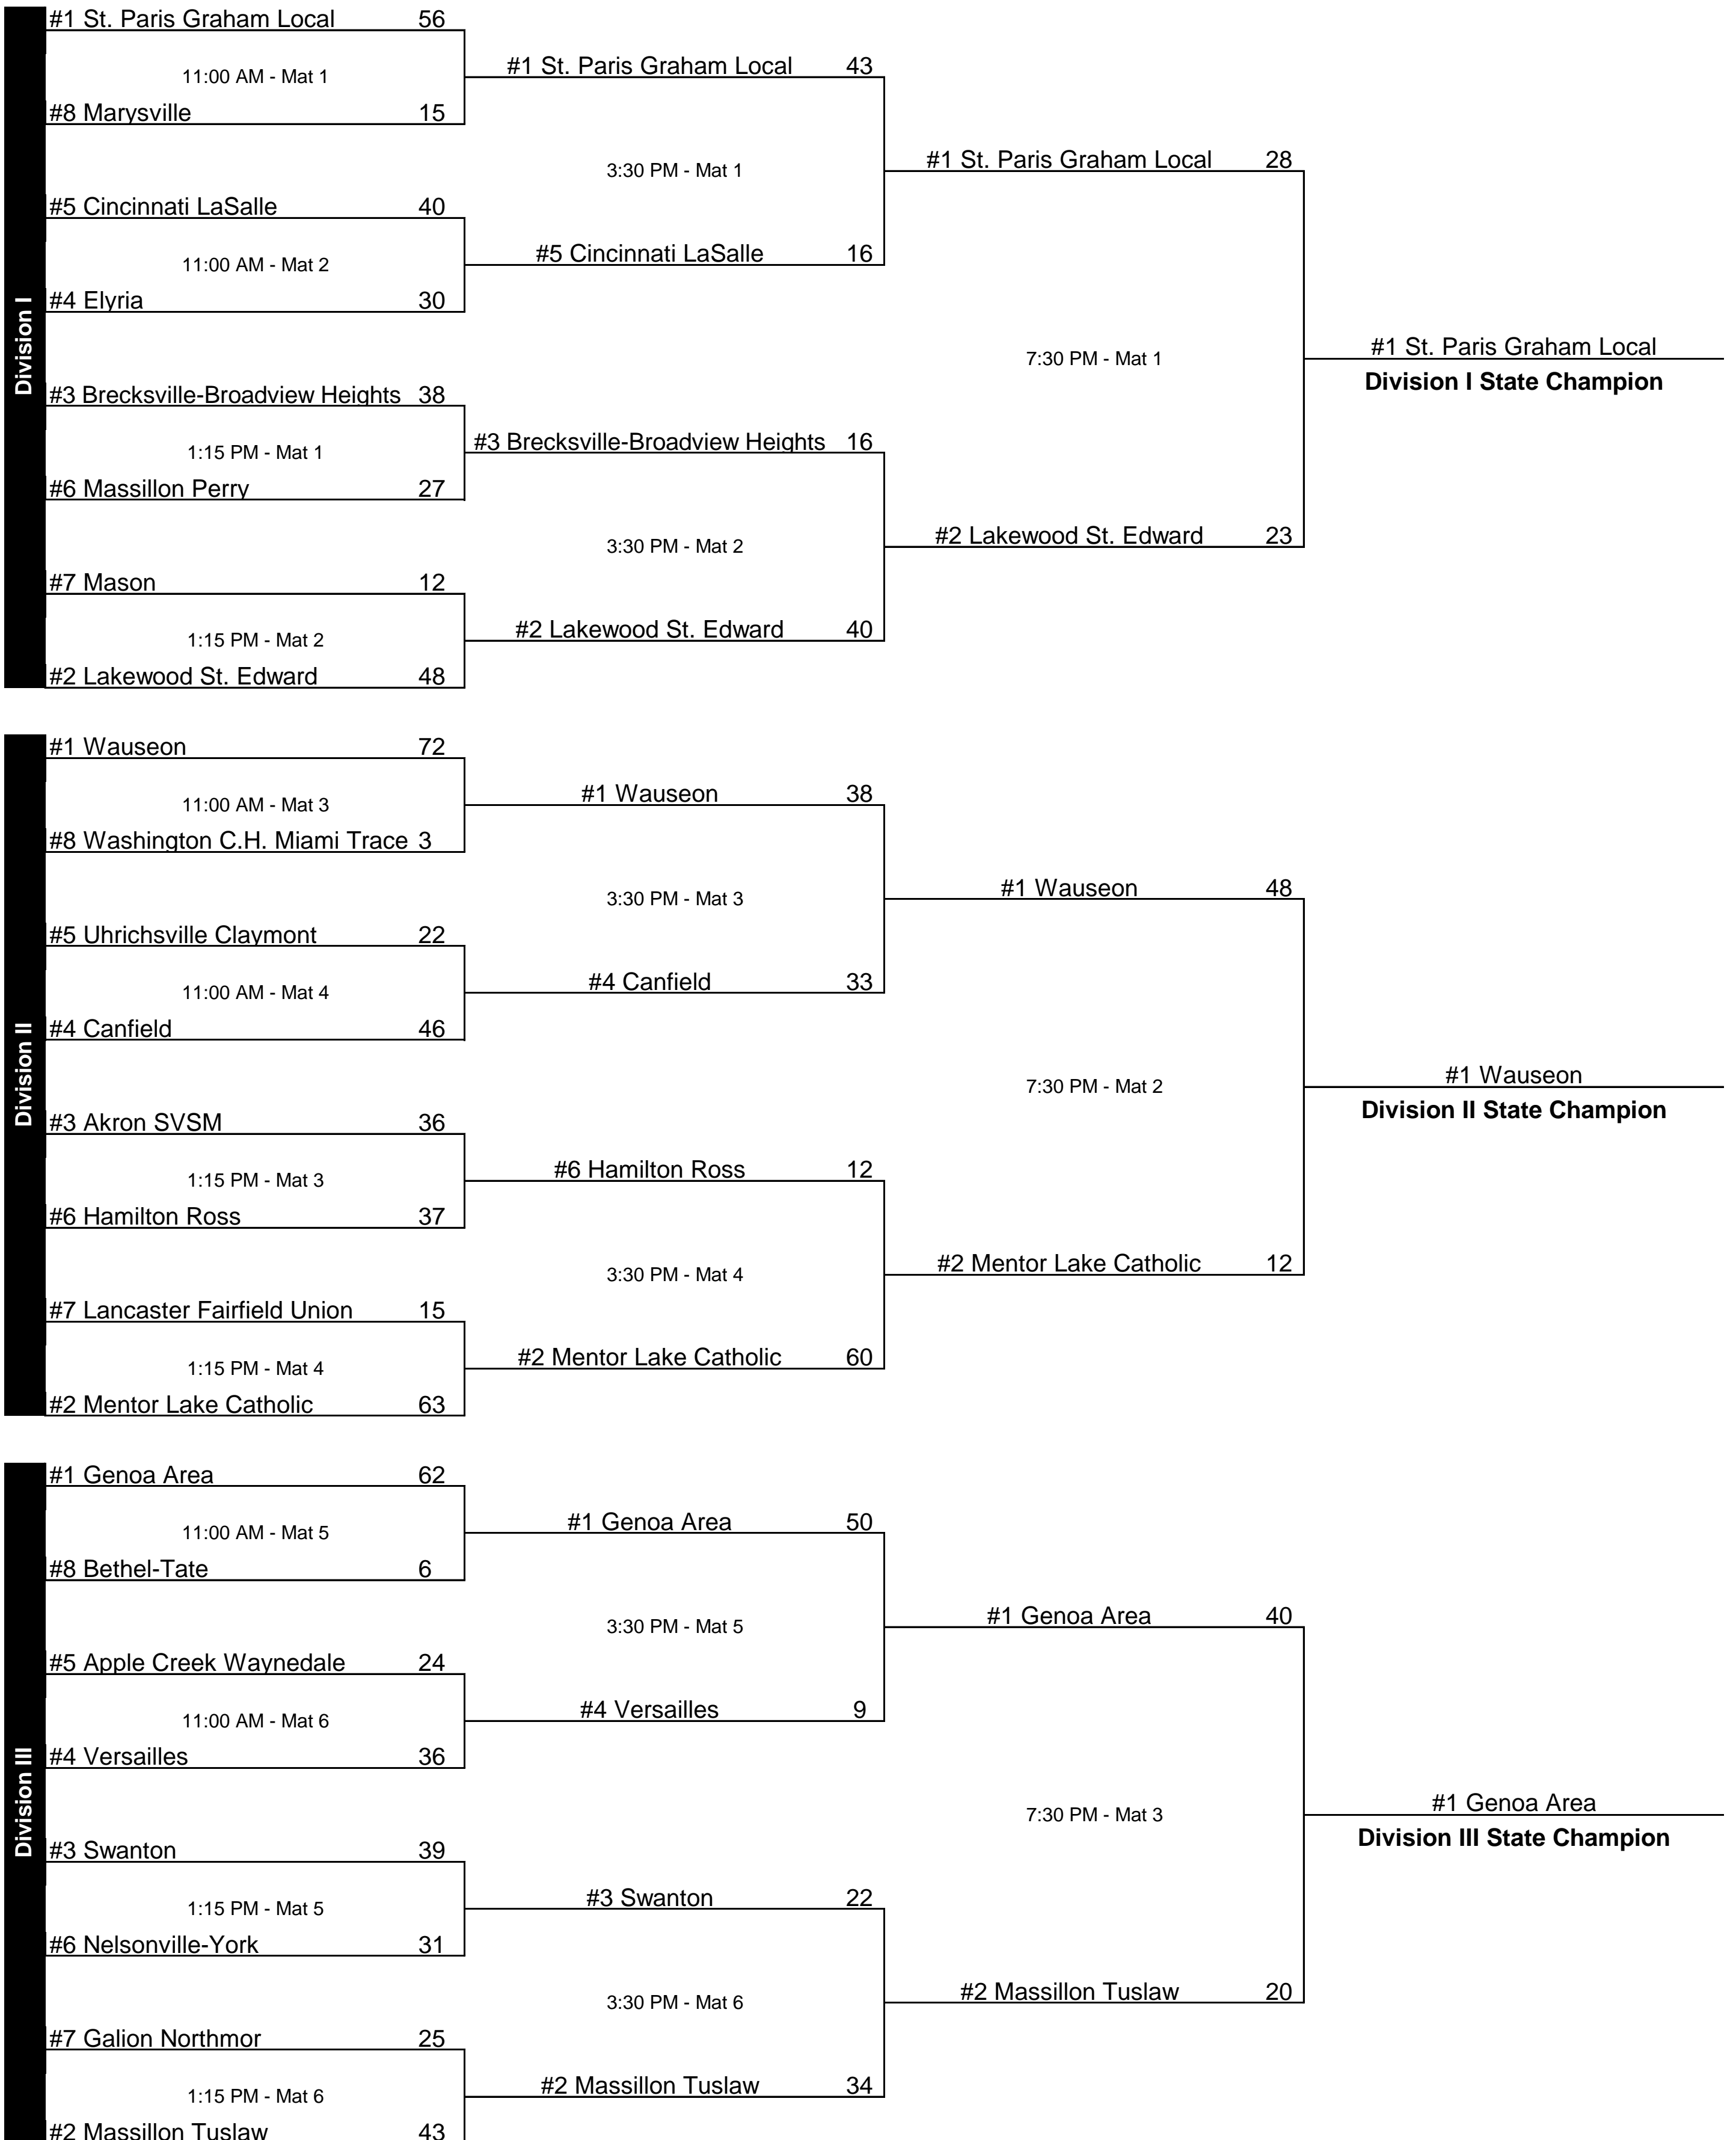 Division I
#1 St. Paris Graham Local 56
11:00 AM - Mat 1
#8 Marysville 15
#5 Cincinnati LaSalle 40
11:00 AM - Mat 2
#4 Elyria 30
#3 Brecksville-Broadview Heights 38
1:15 PM - Mat 1
#6 Massillon Perry 27
#7 Mason 12
1:15 PM - Mat 2
#2 Lakewood St. Edward 48
#1 St. Paris Graham Local 43
3:30 PM - Mat 1
#5 Cincinnati LaSalle 16
#3 Brecksville-Broadview Heights 16
3:30 PM - Mat 2
#2 Lakewood St. Edward 40
#1 St. Paris Graham Local 28
7:30 PM - Mat 1
#2 Lakewood St. Edward 23
#1 St. Paris Graham Local
Division I State Champion
Division II
#1 Wauseon 72
11:00 AM - Mat 3
#8 Washington C.H. Miami Trace 3
#5 Uhrichsville Claymont 22
11:00 AM - Mat 4
#4 Canfield 46
#3 Akron SVSM 36
1:15 PM - Mat 3
#6 Hamilton Ross 37
#7 Lancaster Fairfield Union 15
1:15 PM - Mat 4
#2 Mentor Lake Catholic 63
#1 Wauseon 38
3:30 PM - Mat 3
#4 Canfield 33
#6 Hamilton Ross 12
3:30 PM - Mat 4
#2 Mentor Lake Catholic 60
#1 Wauseon 48
7:30 PM - Mat 2
#2 Mentor Lake Catholic 12
#1 Wauseon
Division II State Champion
Division III
#1 Genoa Area 62
11:00 AM - Mat 5
#8 Bethel-Tate 6
#5 Apple Creek Waynedale 24
11:00 AM - Mat 6
#4 Versailles 36
#3 Swanton 39
1:15 PM - Mat 5
#6 Nelsonville-York 31
#7 Galion Northmor 25
1:15 PM - Mat 6
#2 Massillon Tuslaw 43
#1 Genoa Area 50
3:30 PM - Mat 5
#4 Versailles 9
#3 Swanton 22
3:30 PM - Mat 6
#2 Massillon Tuslaw 34
#1 Genoa Area 40
7:30 PM - Mat 3
#2 Massillon Tuslaw 20
#1 Genoa Area
Division III State Champion